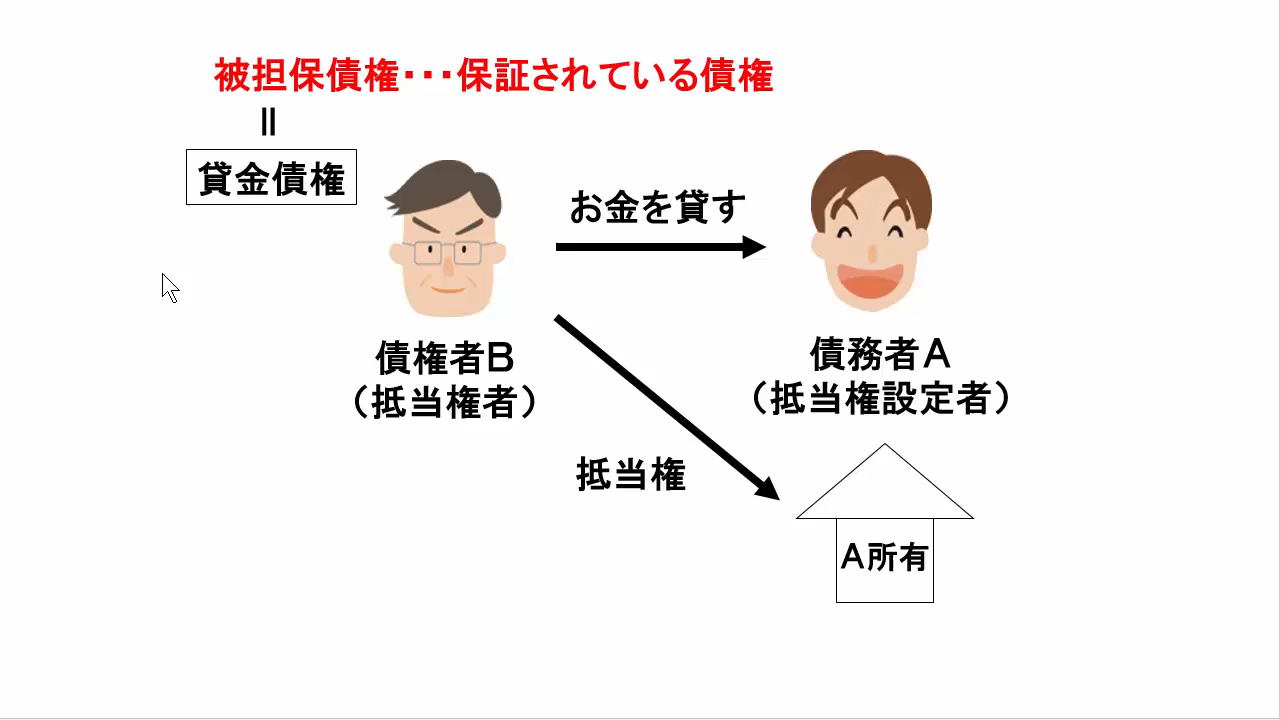 被担保債権･･･保証されている債権
＝
貸金債権
お金を貸す
債権者Ｂ
（抵当権者）
債務者Ａ
（抵当権設定者）
抵当権
Ａ所有